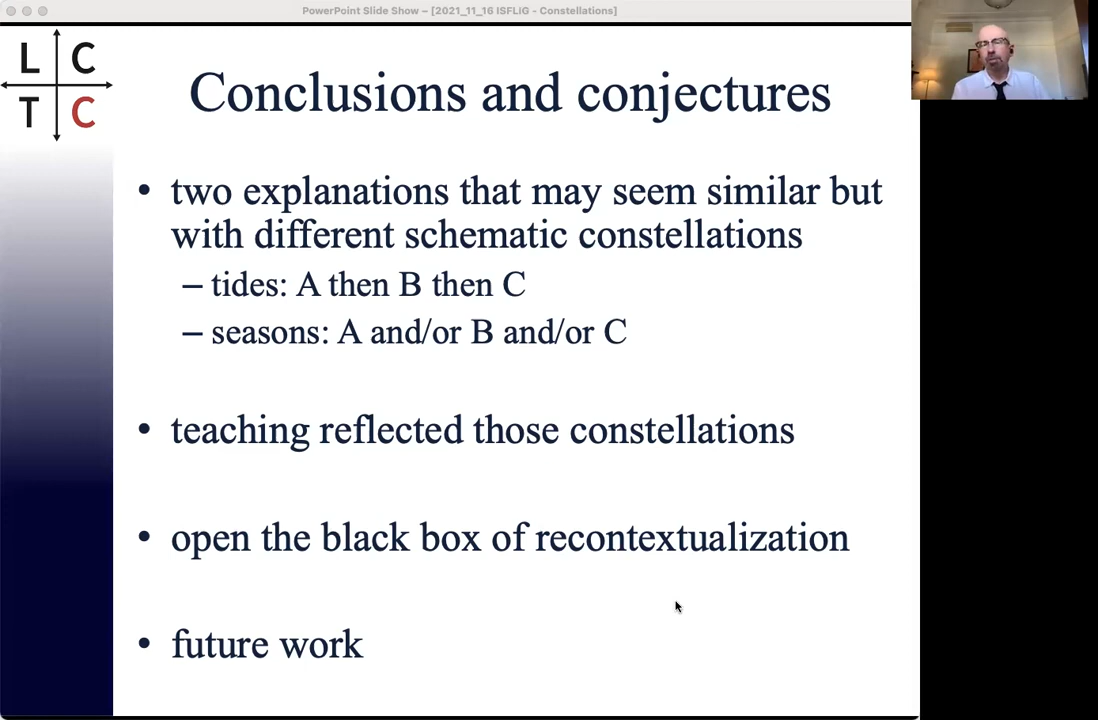 PowerPoint Slide Show – [2021_11_16 ISFLiG - Constellations]
L C
T C
Conclusions and conjectures
• two explanations that may seem similar but
with different schematic constellations
– tides: A then B then C
– seasons: A and/or B and/or C
• teaching reflected those constellations
• open the black box of recontextualization
• future work